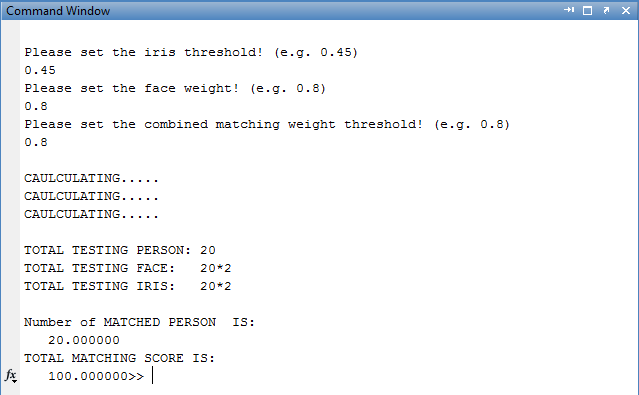 Command Window
Please set the iris threshold! (e.g. 0.45)
0.45
Please set the face weight! (e.g. 0.8)
0.8
Please set the combined matching weight threshold! (e.g. 0.8)
0.8
CAULCULATING.....
CAULCULATING.....
CAULCULATING.....
TOTAL TESTING PERSON: 20
TOTAL TESTING FACE:   20*2
TOTAL TESTING IRIS:   20*2
Number of MATCHED PERSON  IS:
20.000000
TOTAL MATCHING SCORE IS:
fx 100.000000>>